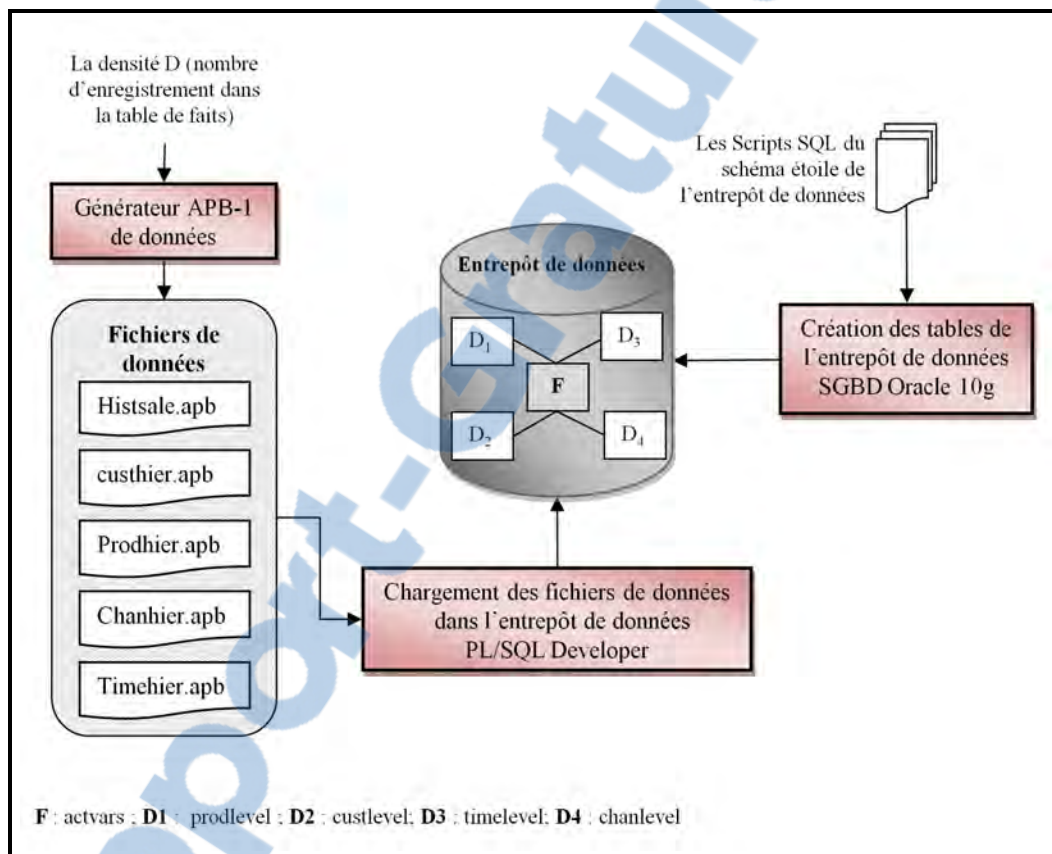 La densité D (nombre
d'enregistrement dans
la table de faits)
Générateur APB-1
de données
Fichiers de
données
Histsale.apb
custhier.apb
Prodhier.apb
Chanhier.apb
Timehier.apb
Les Scripts SQL du
schéma étoile de
l'entrepôt de données
Entrepôt de données
D1
D3
F
D2
D4
Création des tables de
l'entrepôt de données
SGBD Oracle 10g
Chargement des fichiers de données
dans l'entrepôt de données
PL/SQL Developer
F : actvars ; D1 : prodlevel ; D2 : custlevel; D3 : timelevel; D4 : chanlevel